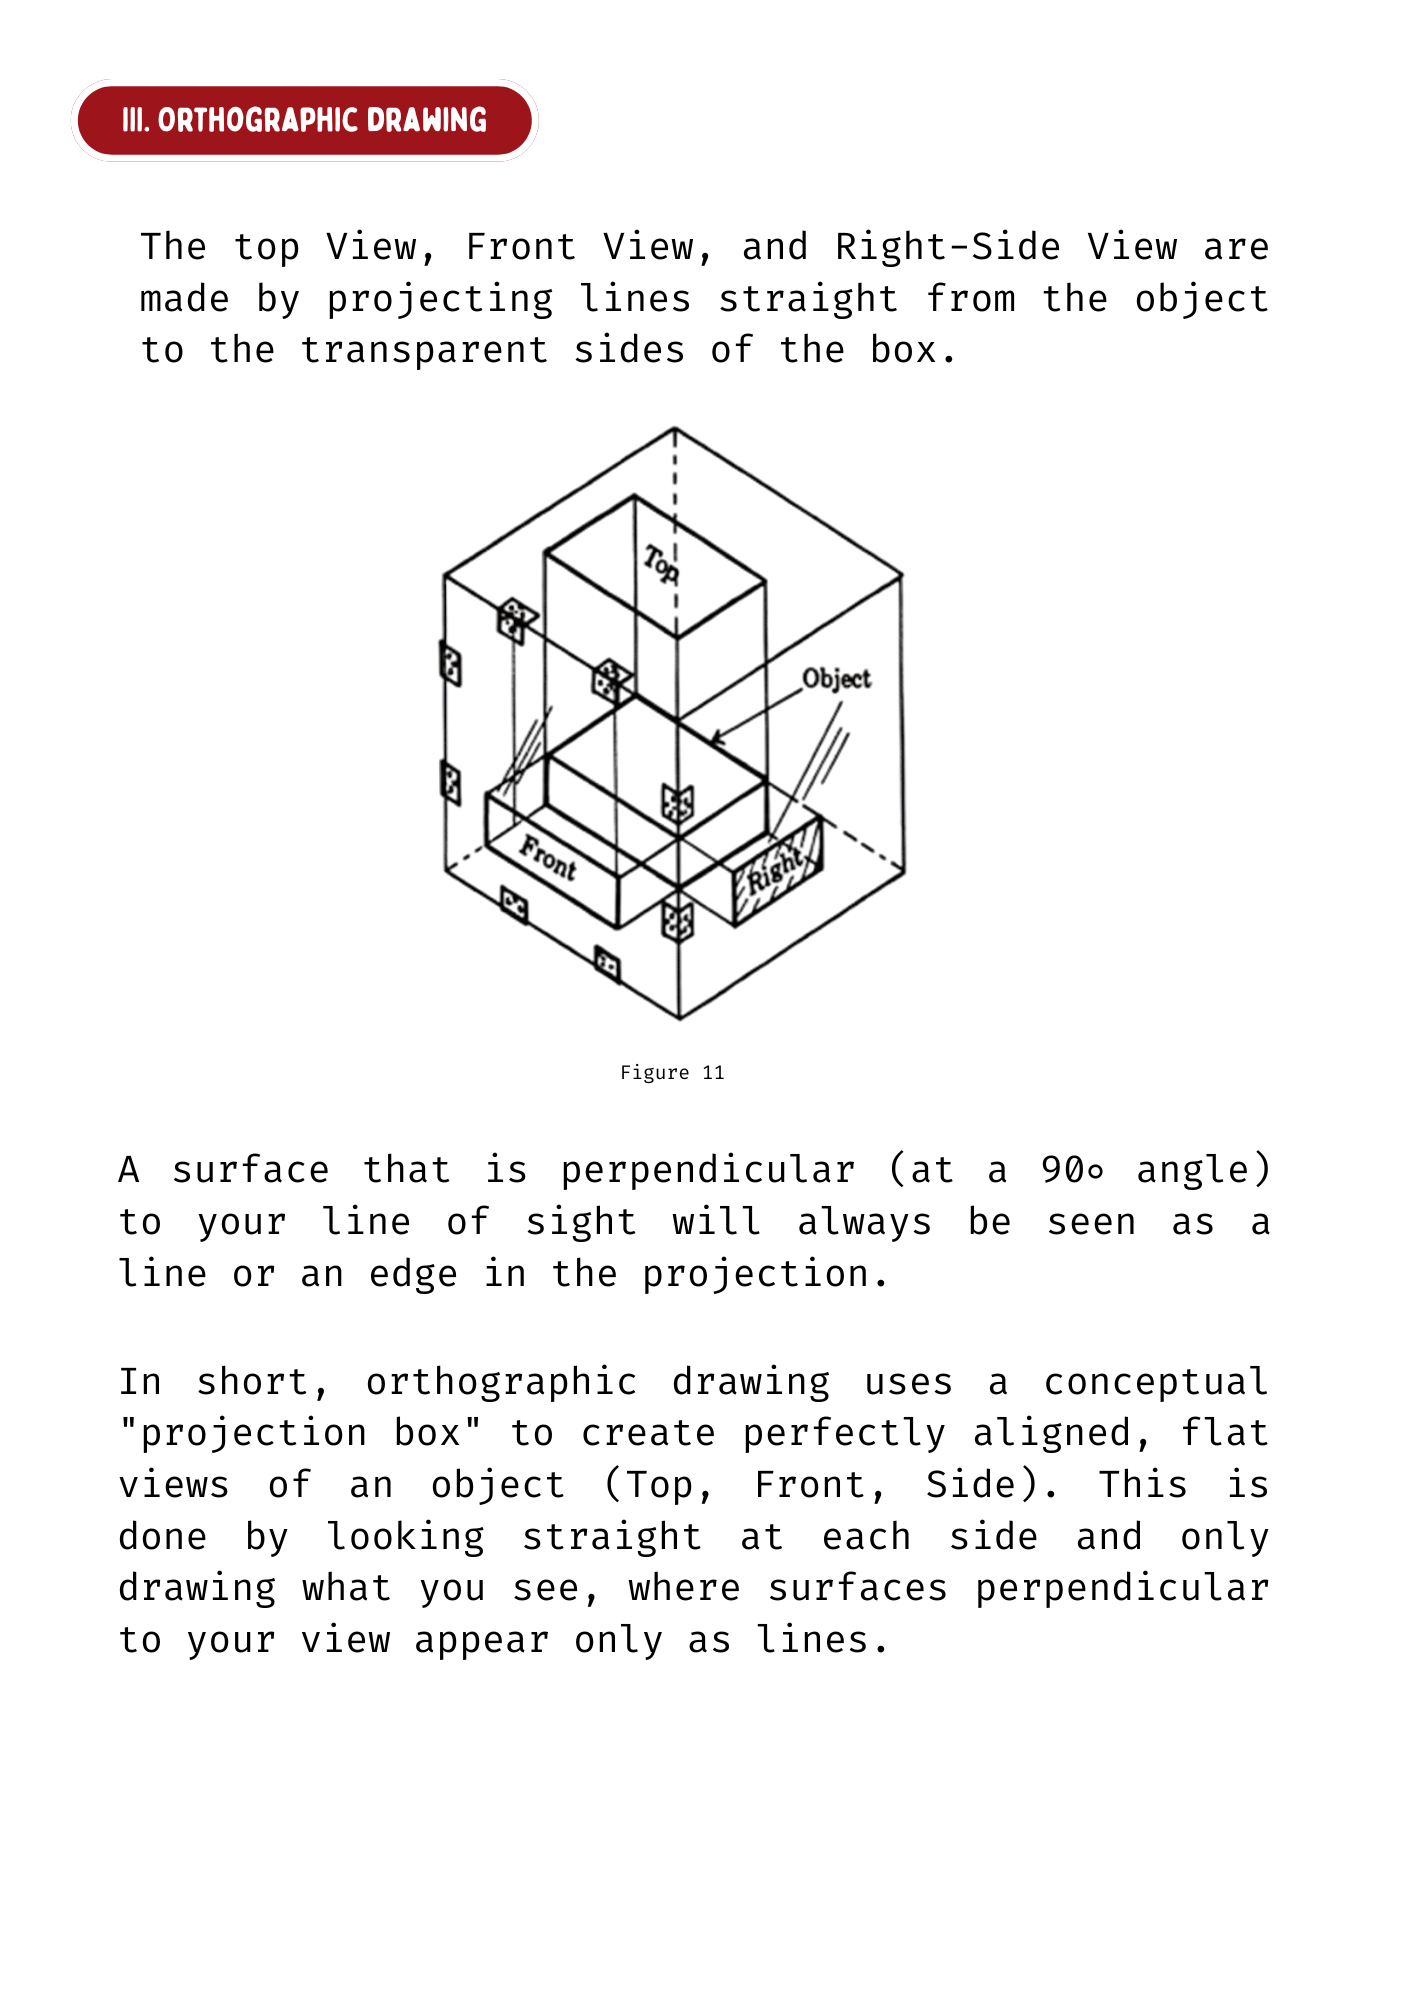 III. ORTHOGRAPHIC DRAWING
The top View, Front View, and Right-Side View are
made by projecting lines straight from the object
to the transparent sides of the box.
Top
Object
Front
Right
Figure 11
A surface that is perpendicular (at a 90o angle)
to your line of sight will always be seen as a
line or an edge in the projection.
In short, orthographic drawing uses a conceptual
"projection box" to create perfectly aligned, flat
views of an object (Top, Front, Side). This is
done by looking straight at each side and only
drawing what you see, where surfaces perpendicular
to your view appear only as lines.